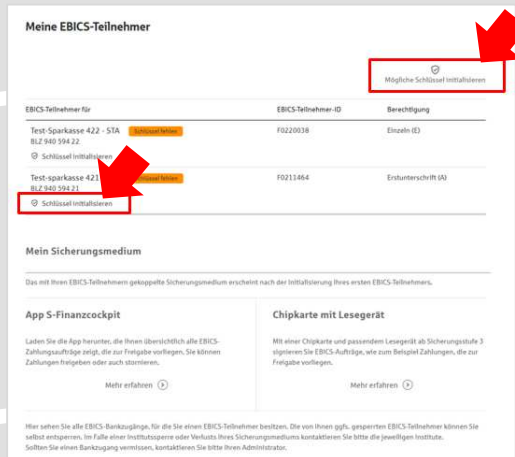 Meine EBICS-Teilnehmer
Mögliche Schlüssel initialisieren
EBICS-Teilnehmer für EBICS-Teilnehmer-ID Berechtigung
Test-Sparkasse 422 - STA Schlüssel fehlen F0220038 Einzeln (E)
BLZ 940 594 22
Schlüssel initialisieren
Test-sparkasse 421 Schlüssel fehlen F0211464 Erstunterschrift (A)
BLZ 940 594 21
Schlüssel initialisieren
Mein Sicherungsmedium
Das mit Ihren EBICS-Teilnehmern gekoppelte Sicherungsmedium erscheint nach der Initialisierung Ihres ersten EBICS-Teilnehmers.
App S-Finanzcockpit
Laden Sie die App herunter, die Ihnen übersichtlich alle EBICS-
Zahlungsaufträge zeigt, die zur Freigabe vorliegen. Sie können
Zahlungen freigeben oder auch stornieren.
Mehr erfahren
Chipkarte mit Lesegerät
Mit einer Chipkarte und passendem Lesegerät ab Sicherungsstufe 3
signieren Sie EBICS-Aufträge, wie zum Beispiel Zahlungen, die zur
Freigabe vorliegen.
Mehr erfahren
Hier sehen Sie alle EBICS-Bankzugänge, für die Sie einen EBICS-Teilnehmer besitzen. Die von Ihnen ggfs. gesperrten EBICS-Teilnehmer können Sie
selbst entsperren. Im Falle einer Institutssperre oder Verlusts Ihres Sicherungsmediums kontaktieren Sie bitte die jeweiligen Institute.
Sollten Sie einen Bankzugang vermissen, kontaktieren Sie bitte Ihren Administrator.